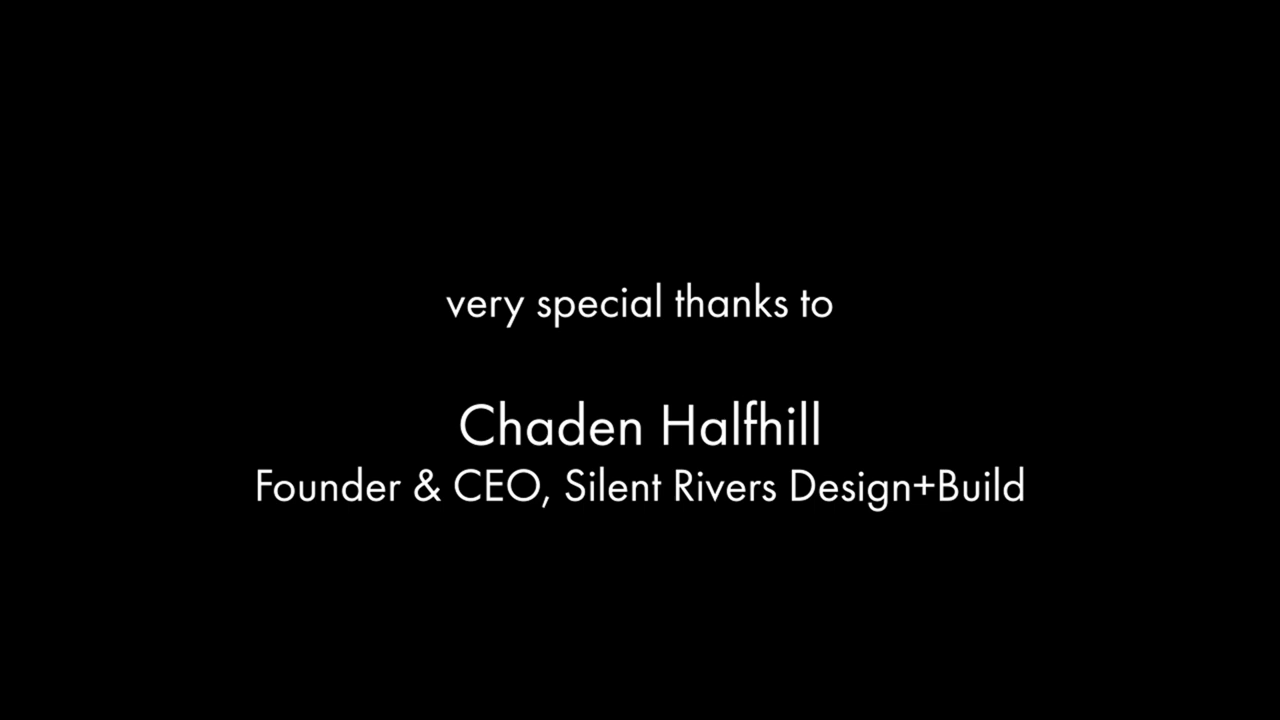 very special thanks to
Chaden Halfhill
Founder & CEO, Silent Rivers Design+Build